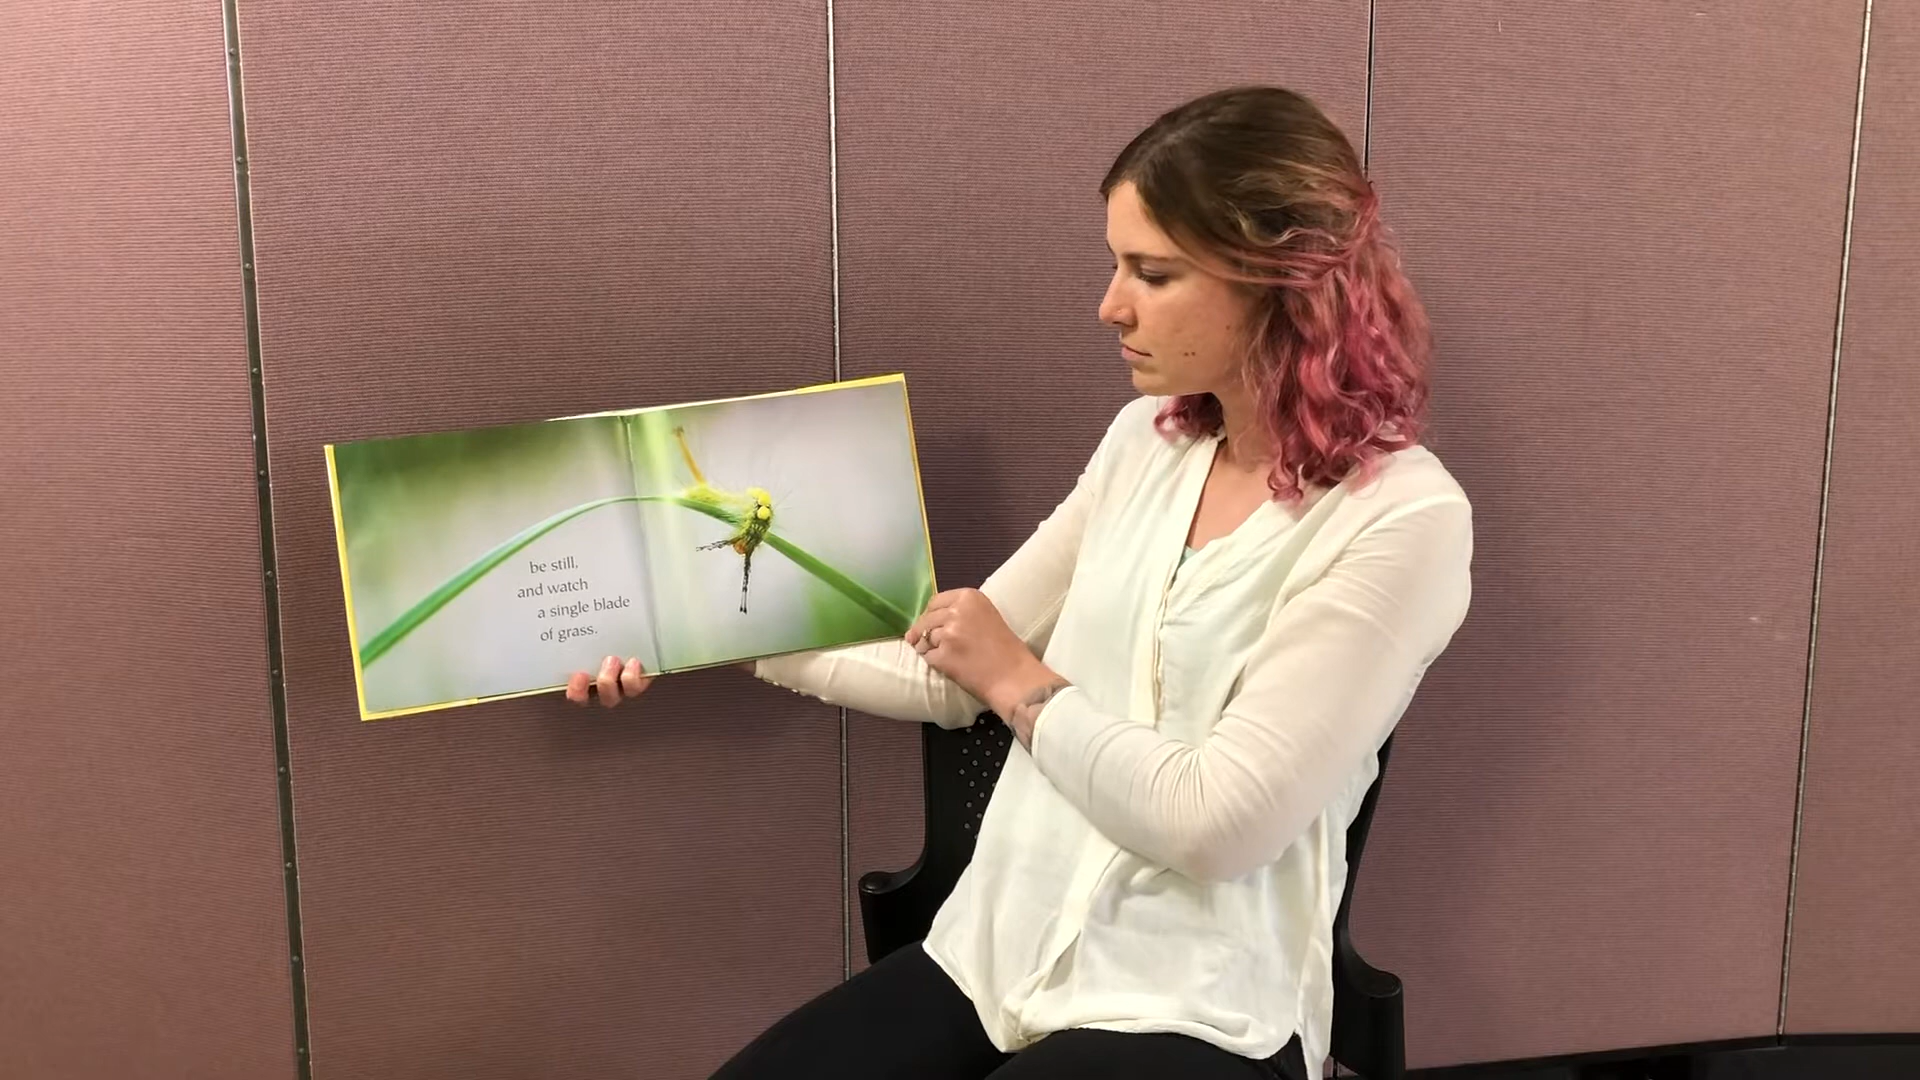 be still,
and watch
a single blade
of grass.